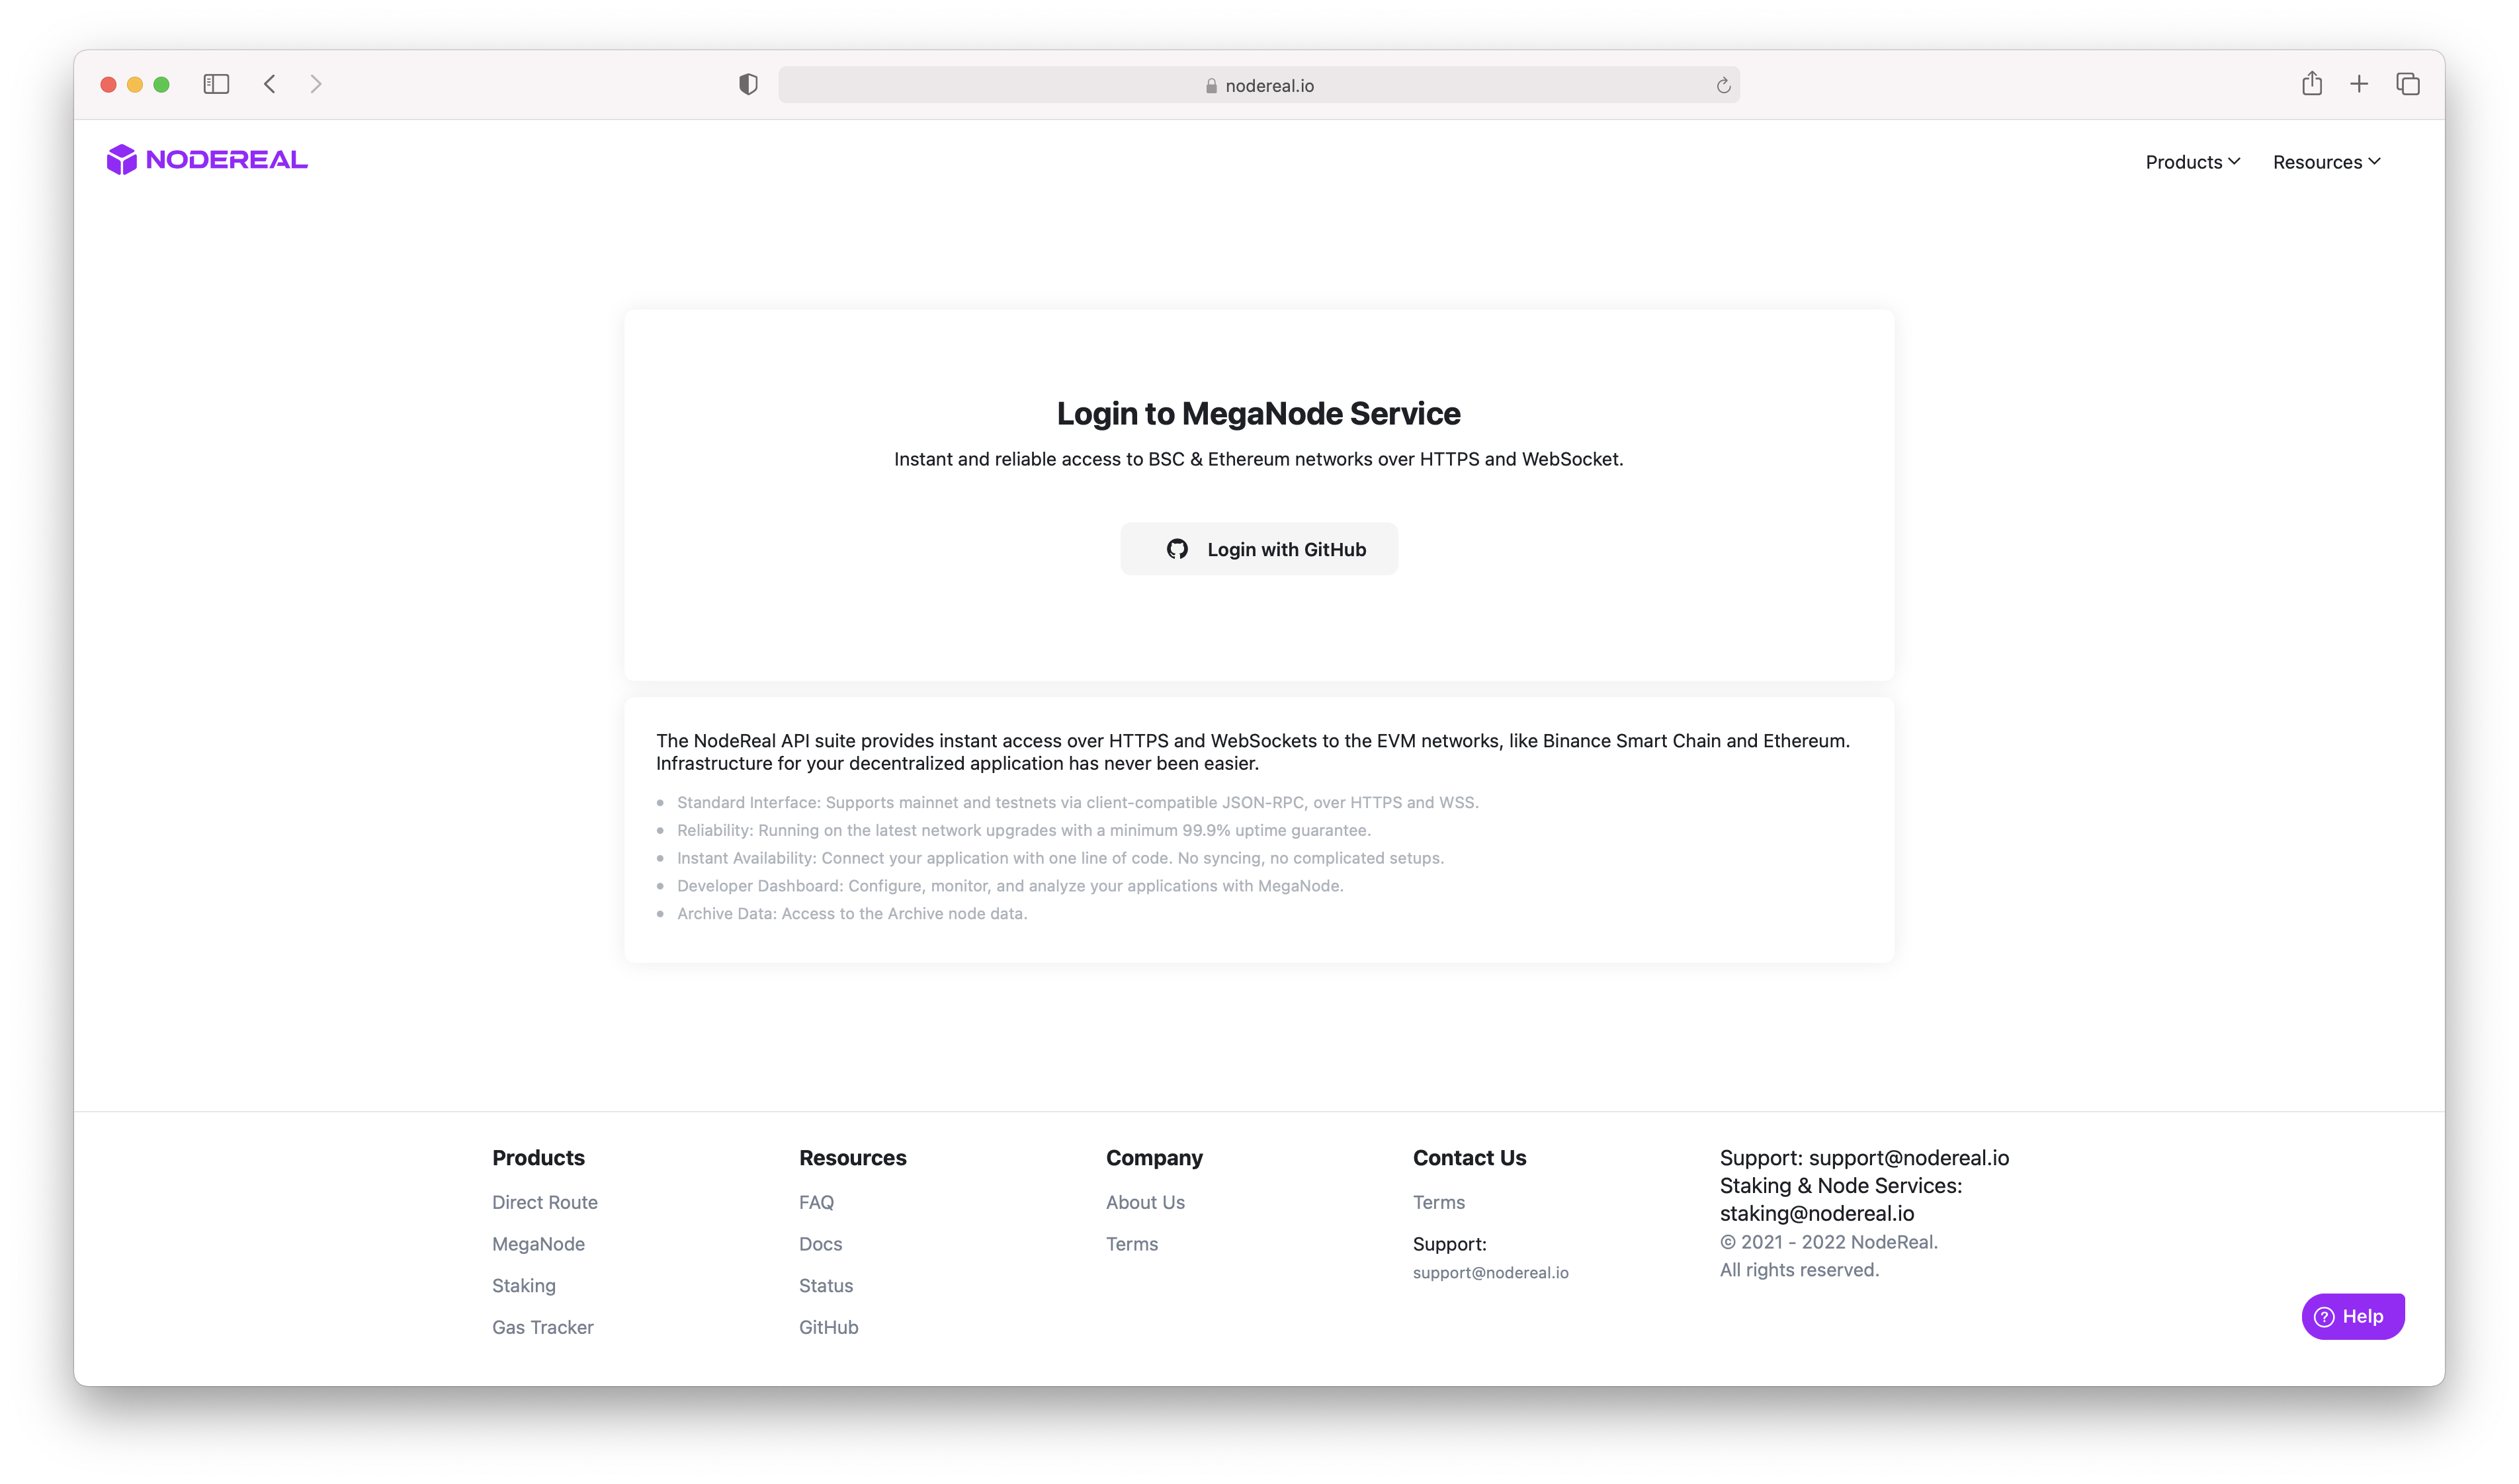 nodereal.io
NODEREAL
Products
Resources
Login to MegaNode Service
Instant and reliable access to BSC & Ethereum networks over HTTPS and WebSocket.
Login with GitHub
The NodeReal API suite provides instant access over HTTPS and WebSockets to the EVM networks, like Binance Smart Chain and Ethereum.
Infrastructure for your decentralized application has never been easier.
Standard Interface: Supports mainnet and testnets via client-compatible JSON-RPC, over HTTPS and WSS.
Reliability: Running on the latest network upgrades with a minimum 99.9% uptime guarantee.
Instant Availability: Connect your application with one line of code. No syncing, no complicated setups.
Developer Dashboard: Configure, monitor, and analyze your applications with MegaNode.
Archive Data: Access to the Archive node data.
Products
Direct Route
MegaNode
Staking
Gas Tracker
Resources
FAQ
Docs
Status
GitHub
Company
About Us
Terms
Contact Us
Terms
Support:
support@nodereal.io
Support: support@nodereal.io
Staking & Node Services:
staking@nodereal.io
© 2021 - 2022 NodeReal.
All rights reserved.
? Help